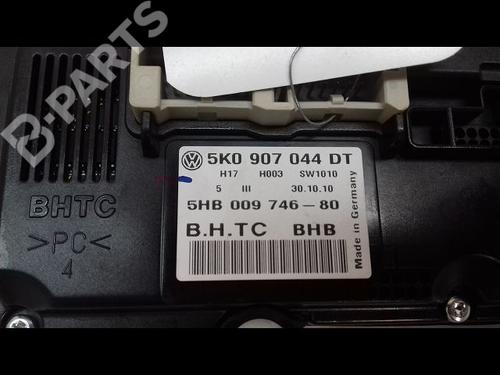 B-PARTS
5K0 907 044 DT
H17 H003 SW1010
5 III 30.10.10
5HB 009 746-80
B.H.TC BHB
Made in Germany
BHTC
>PC<
4